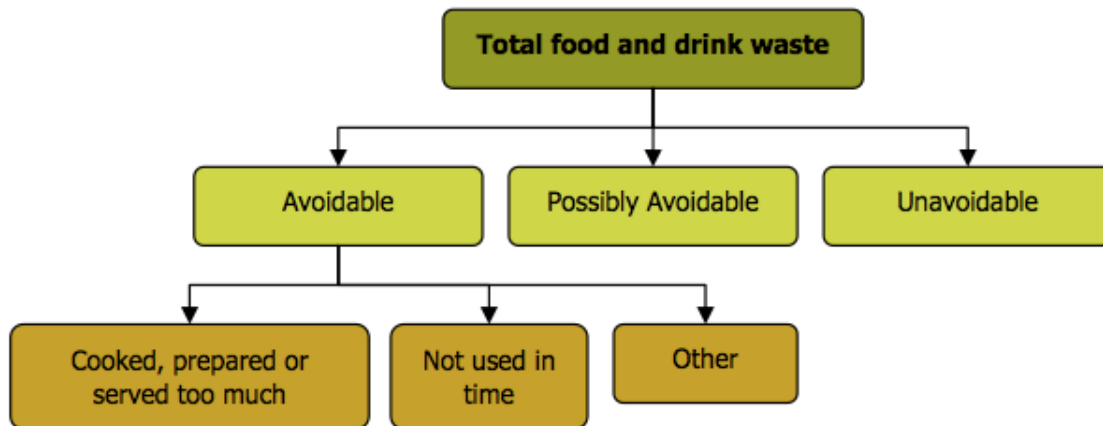 Total food and drink waste
Avoidable
Possibly Avoidable
Unavoidable
Cooked, prepared or
served too much
Not used in
time
Other